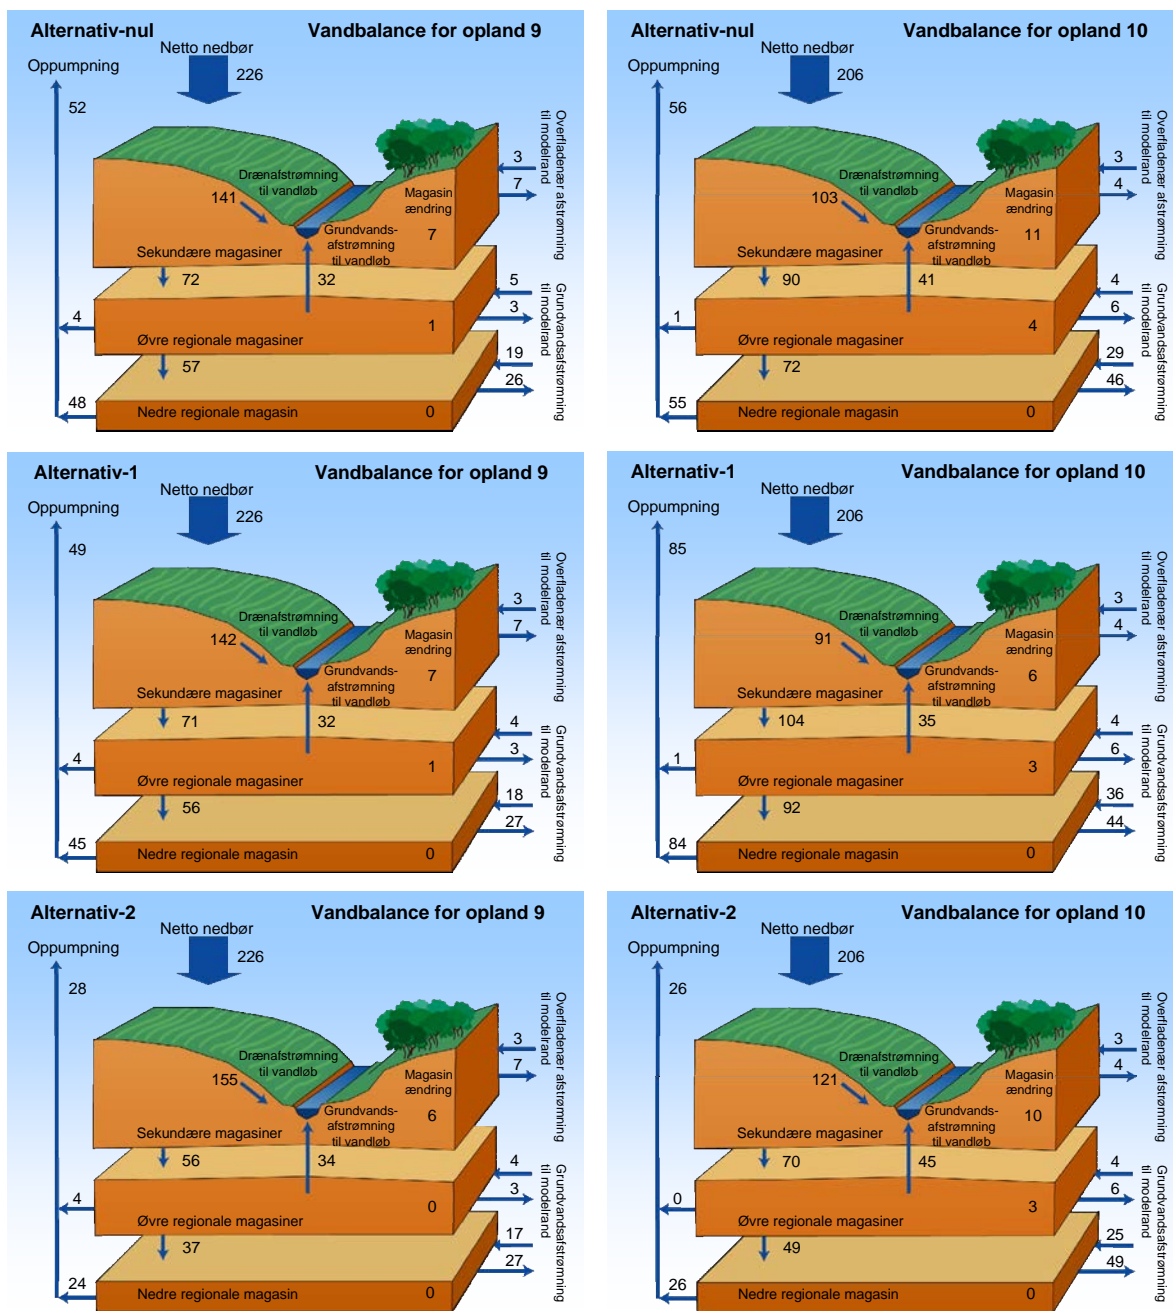 Alternativ-nul
Vandbalance for opland 9
Netto nedbør
226
Oppumpning
52
Drænafstrømning
til vandløb
141
Magasin
ændring
7
Grundvands-
afstrømning
til vandløb
Sekundære magasiner
72
32
3
7
Overfladenær afstrømning
til modelrand
5
3
4
1
Øvre regionale magasiner
57
19
26
Grundvandsafstrømning
til modelrand
48
Nedre regionale magasin
0
Alternativ-nul
Vandbalance for opland 10
Netto nedbør
206
Oppumpning
56
Drænafstrømning
til vandløb
103
Magasin
ændring
11
Grundvands-
afstrømning
til vandløb
Sekundære magasiner
90
41
3
4
Overfladenær afstrømning
til modelrand
4
6
1
4
Øvre regionale magasiner
72
29
46
Grundvandsafstrømning
til modelrand
55
Nedre regionale magasin
0
Alternativ-1
Vandbalance for opland 9
Netto nedbør
226
Oppumpning
49
Drænafstrømning
til vandløb
142
Magasin
ændring
7
Grundvands-
afstrømning
til vandløb
Sekundære magasiner
71
32
3
7
Overfladenær afstrømning
til modelrand
4
3
4
1
Øvre regionale magasiner
56
18
27
Grundvandsafstrømning
til modelrand
45
Nedre regionale magasin
0
Alternativ-1
Vandbalance for opland 10
Netto nedbør
206
Oppumpning
85
Drænafstrømning
til vandløb
91
Magasin
ændring
6
Grundvands-
afstrømning
til vandløb
Sekundære magasiner
104
35
3
4
Overfladenær afstrømning
til modelrand
4
6
1
3
Øvre regionale magasiner
92
36
44
Grundvandsafstrømning
til modelrand
84
Nedre regionale magasin
0
Alternativ-2
Vandbalance for opland 9
Netto nedbør
226
Oppumpning
28
Drænafstrømning
til vandløb
155
Magasin
ændring
6
Grundvands-
afstrømning
til vandløb
Sekundære magasiner
56
34
3
7
Overfladenær afstrømning
til modelrand
4
3
4
0
Øvre regionale magasiner
37
17
27
Grundvandsafstrømning
til modelrand
24
Nedre regionale magasin
0
Alternativ-2
Vandbalance for opland 10
Netto nedbør
206
Oppumpning
26
Drænafstrømning
til vandløb
121
Magasin
ændring
10
Grundvands-
afstrømning
til vandløb
Sekundære magasiner
70
45
3
4
Overfladenær afstrømning
til modelrand
4
6
0
3
Øvre regionale magasiner
49
25
49
Grundvandsafstrømning
til modelrand
26
Nedre regionale magasin
0